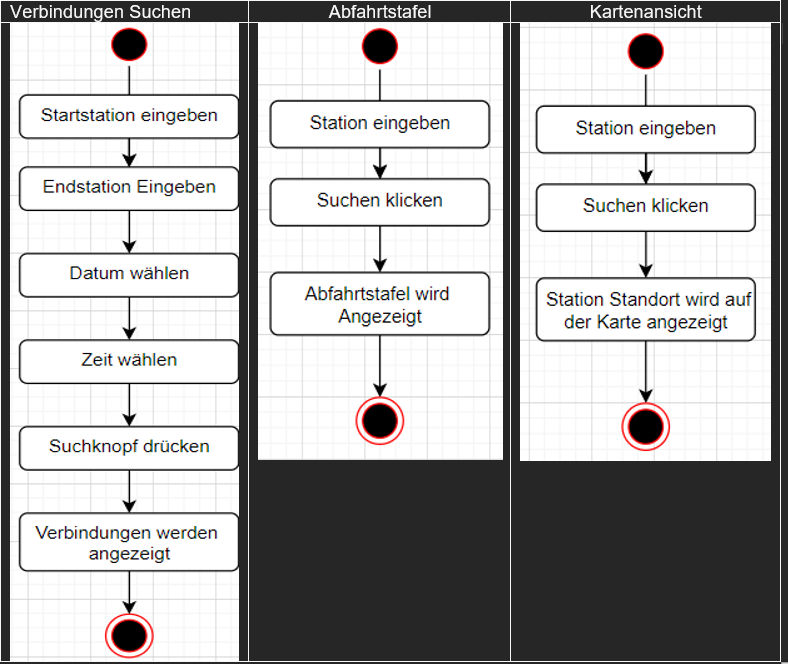 Verbindungen Suchen
Startstation eingeben
Endstation Eingeben
Datum wählen
Zeit wählen
Suchknopf drücken
Verbindungen werden
angezeigt
Abfahrtstafel
Station eingeben
Suchen klicken
Abfahrtstafel wird
Angezeigt
Kartenansicht
Station eingeben
Suchen klicken
Station Standort wird auf
der Karte angezeigt